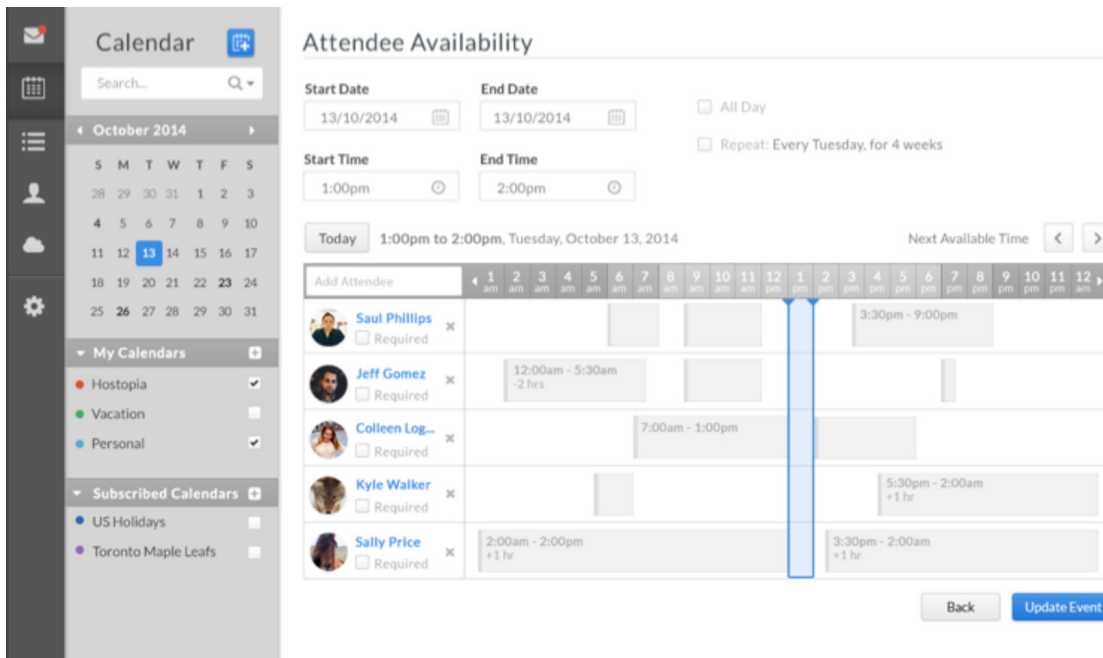 Calendar
Search...
October 2014
S M T W T F S
28 29 30 31 1 2 3
4 5 6 7 8 9 10
11 12 13 14 15 16 17
18 19 20 21 22 23 24
25 26 27 28 29 30 31
My Calendars
Hostopia
Vacation
Personal
Subscribed Calendars
US Holidays
Toronto Maple Leafs
Attendee Availability
Start Date
End Date
13/10/2014
13/10/2014
All Day
Repeat: Every Tuesday, for 4 weeks
Start Time
End Time
1:00pm
2:00pm
Today
1:00pm to 2:00pm, Tuesday, October 13, 2014
Next Available Time
Add Attendee
1 2 3 4 5 6 7 8 9 10 11 12 1 2 3 4 5 6 7 8 9 10 11 12
am am am am am am am am am am am pm pm pm pm pm pm pm pm pm pm pm pm am
Saul Phillips
Required
3:30pm - 9:00pm
Jeff Gomez
Required
12:00am - 5:30am
-2 hrs
Colleen Log...
Required
7:00am - 1:00pm
Kyle Walker
Required
5:30pm - 2:00am
+1 hr
Sally Price
Required
2:00am - 2:00pm
+1 hr
3:30pm - 2:00am
+1 hr
Back
Update Event